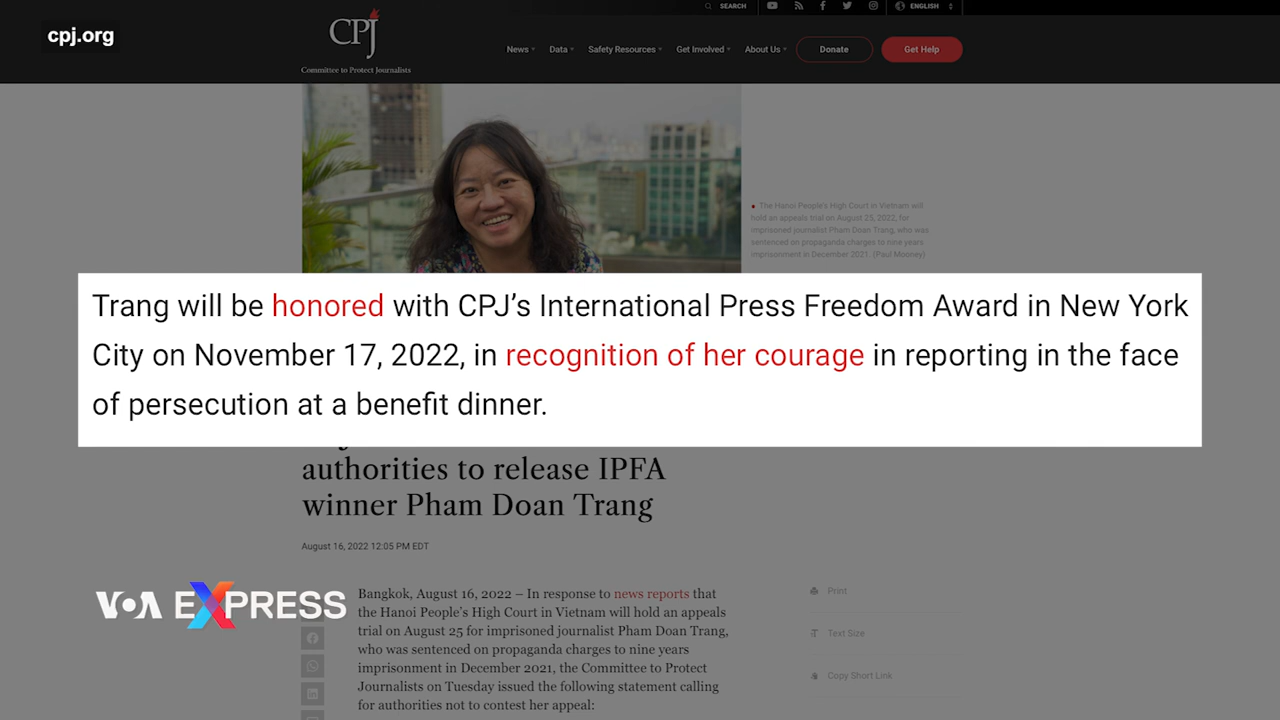 cpj.org
SEARCH
ENGLISH
CPJ
Committee to Protect Journalists
News
Data
Safety Resources
Get Involved
About Us
Donate
Get Help
The Hanoi People's High Court in Vietnam will
hold an appeals trial on August 25, 2022, for
imprisoned journalist Pham Doan Trang, who was
sentenced on propaganda charges to nine years
imprisonment in December 2021. (Paul Mooney)
Trang will be honored with CPJ's International Press Freedom Award in New York
City on November 17, 2022, in recognition of her courage in reporting in the face
of persecution at a benefit dinner.
authorities to release IPFA
winner Pham Doan Trang
August 16, 2022 12:05 PM EDT
VOA EXPRESS
Bangkok, August 16, 2022 – In response to news reports that
the Hanoi People's High Court in Vietnam will hold an appeals
trial on August 25 for imprisoned journalist Pham Doan Trang,
who was sentenced on propaganda charges to nine years
imprisonment in December 2021, the Committee to Protect
Journalists on Tuesday issued the following statement calling
for authorities not to contest her appeal:
Print
Text Size
Copy Short Link